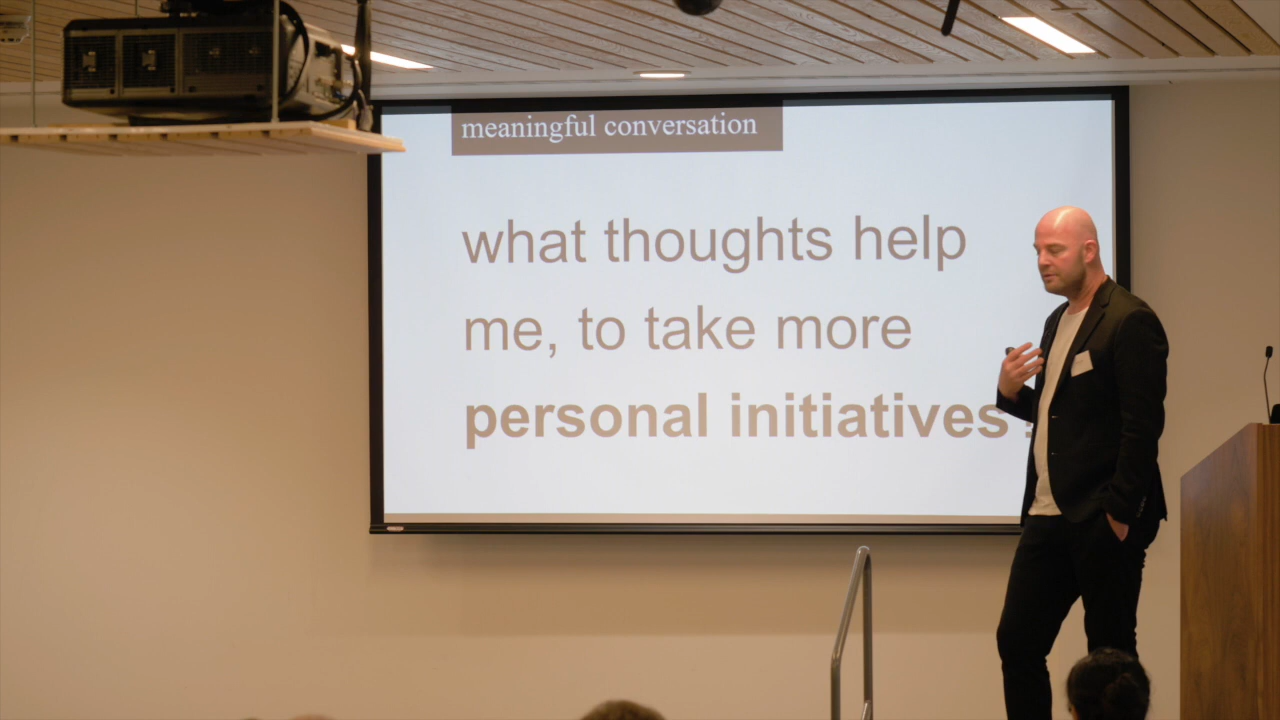 meaningful conversation
what thoughts help
me, to take more
personal initiatives